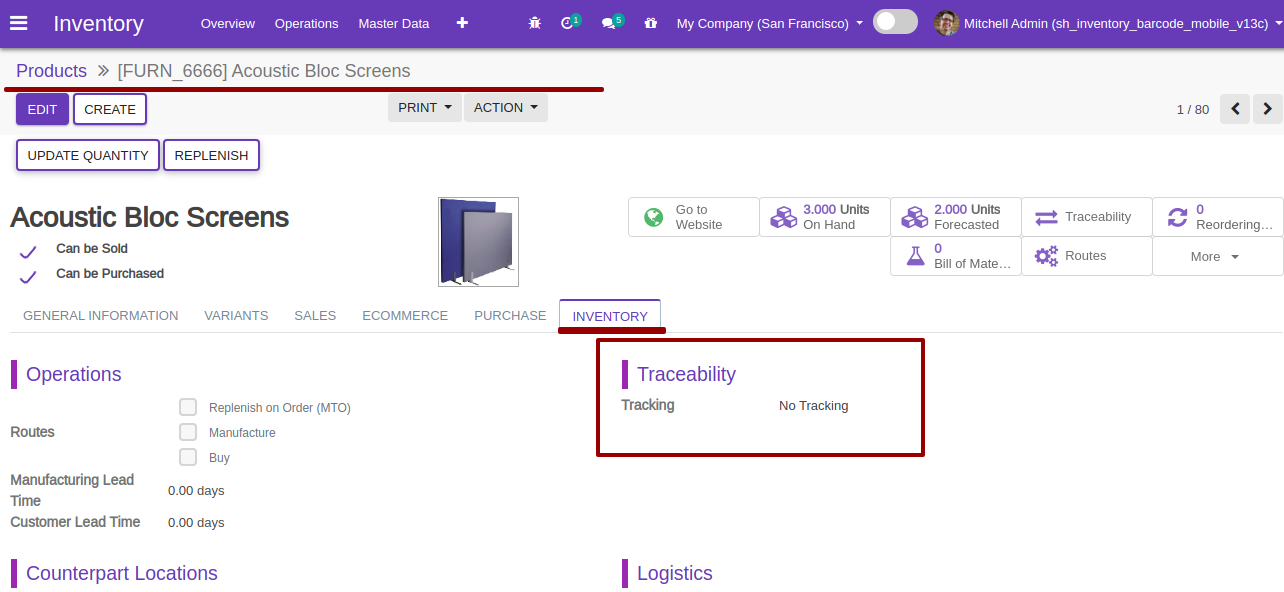 Inventory Overview Operations Master Data 1 5 My Company (San Francisco) Mitchell Admin (sh_inventory_barcode_mobile_v13c)
Products » [FURN_6666] Acoustic Bloc Screens
EDIT CREATE PRINT ACTION 1 / 80
UPDATE QUANTITY REPLENISH
Acoustic Bloc Screens
Can be Sold
Can be Purchased
Go to
Website
3.000 Units
On Hand
2.000 Units
Forecasted
Traceability
0
Reordering...
0
Bill of Mate...
Routes
More
GENERAL INFORMATION VARIANTS SALES ECOMMERCE PURCHASE INVENTORY
Operations
Routes
Replenish on Order (MTO)
Manufacture
Buy
Manufacturing Lead
Time
0.00 days
Customer Lead Time 0.00 days
Traceability
Tracking No Tracking
Counterpart Locations
Logistics